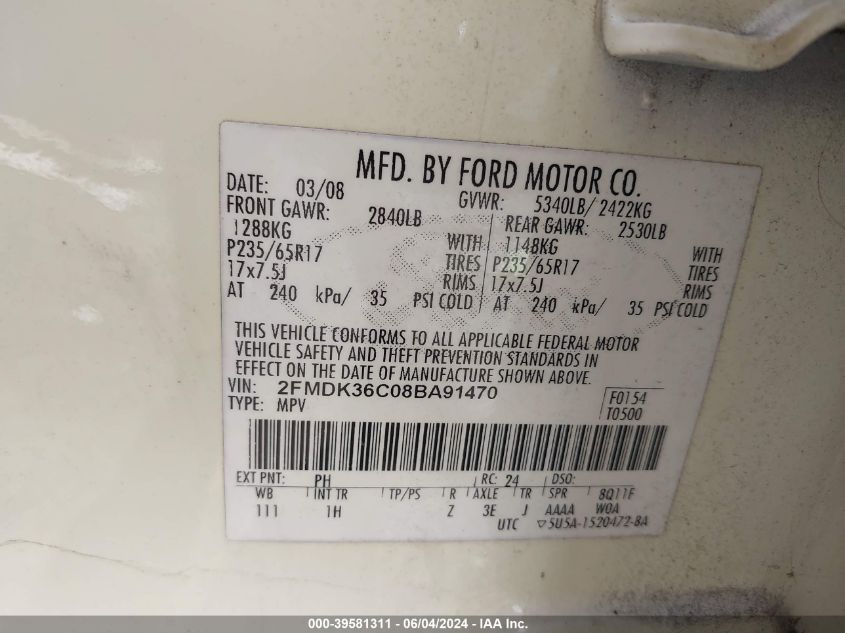 MFD. BY FORD MOTOR CO.
DATE: 03/08 GVWR: 5340LB/ 2422KG
FRONT GAWR: 2840LB REAR GAWR: 2530LB
1288KG WITH 1148KG WITH
P235/65R17 TIRES P235/65R17 TIRES
17x7.5J RIMS 17x7.5J RIMS
AT 240 kPa/ 35 PSI COLD AT 240 kPa/ 35 PSI COLD
THIS VEHICLE CONFORMS TO ALL APPLICABLE FEDERAL MOTOR
VEHICLE SAFETY AND THEFT PREVENTION STANDARDS IN
EFFECT ON THE DATE OF MANUFACTURE SHOWN ABOVE.
VIN: 2FMDK36C08BA91470 F0154
TYPE: MPV T0500
EXT PNT: PH RC: 24 DSO:
WB INT TR TP/PS R AXLE TR SPR 8Q11F
111 1H Z 3E J AAAA WOA
UTC ▽5U5A-1520472-BA
000-39581311 - 06/04/2024 - IAA Inc.